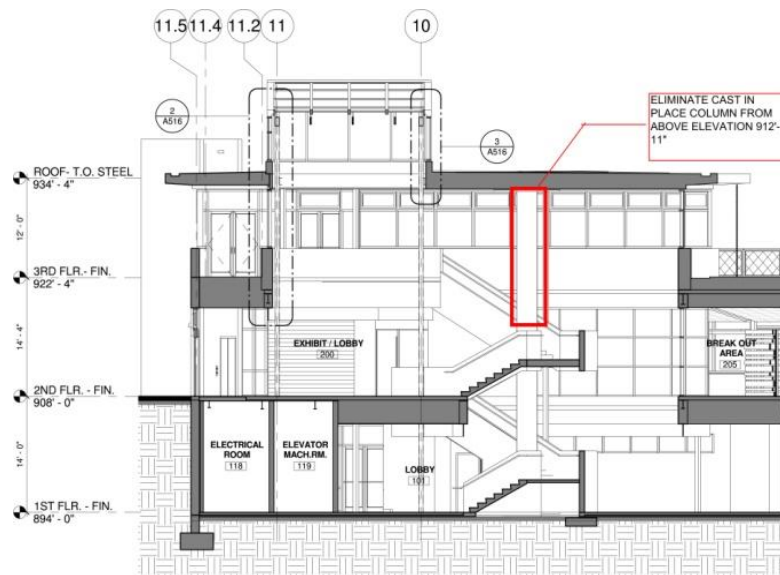 11.5 11.4 11.2 11 10
2
A516
3
A516
ELIMINATE CAST IN
PLACE COLUMN FROM
ABOVE ELEVATION 912'-
11"
ROOF- T.O. STEEL
934' - 4"
12' - 0"
3RD FLR.- FIN.
922' - 4"
14' - 4"
EXHIBIT / LOBBY
200
BREAK OUT
AREA
205
2ND FLR. - FIN.
908' - 0"
14' - 0"
ELECTRICAL
ROOM
118
ELEVATOR
MACH.RM.
119
LOBBY
101
1ST FLR. - FIN.
894' - 0"